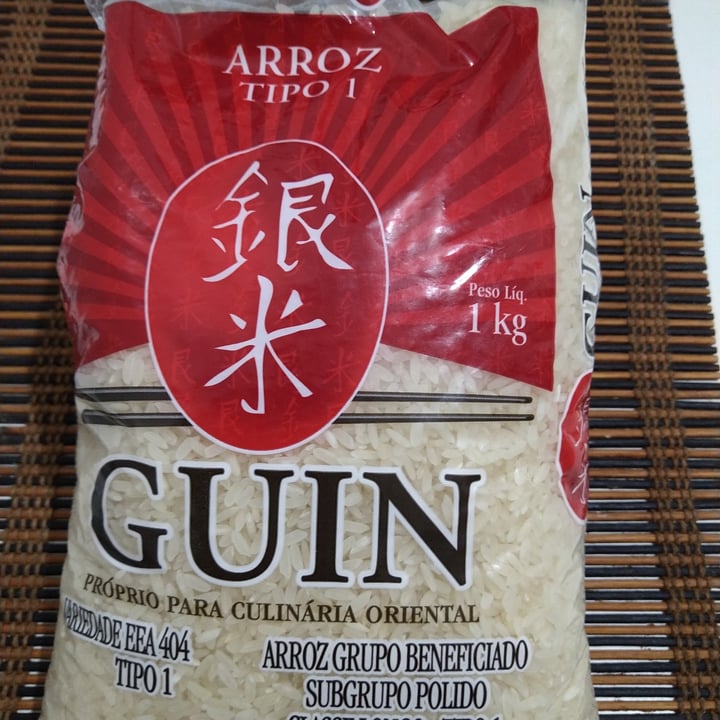 ARROZ
TIPO 1
銀
米
Peso Líq.
1 kg
GUIN
GUIN
PRÓPRIO PARA CULINÁRIA ORIENTAL
VARIEDADE EEA 404
TIPO 1
ARROZ GRUPO BENEFICIADO
SUBGRUPO POLIDO